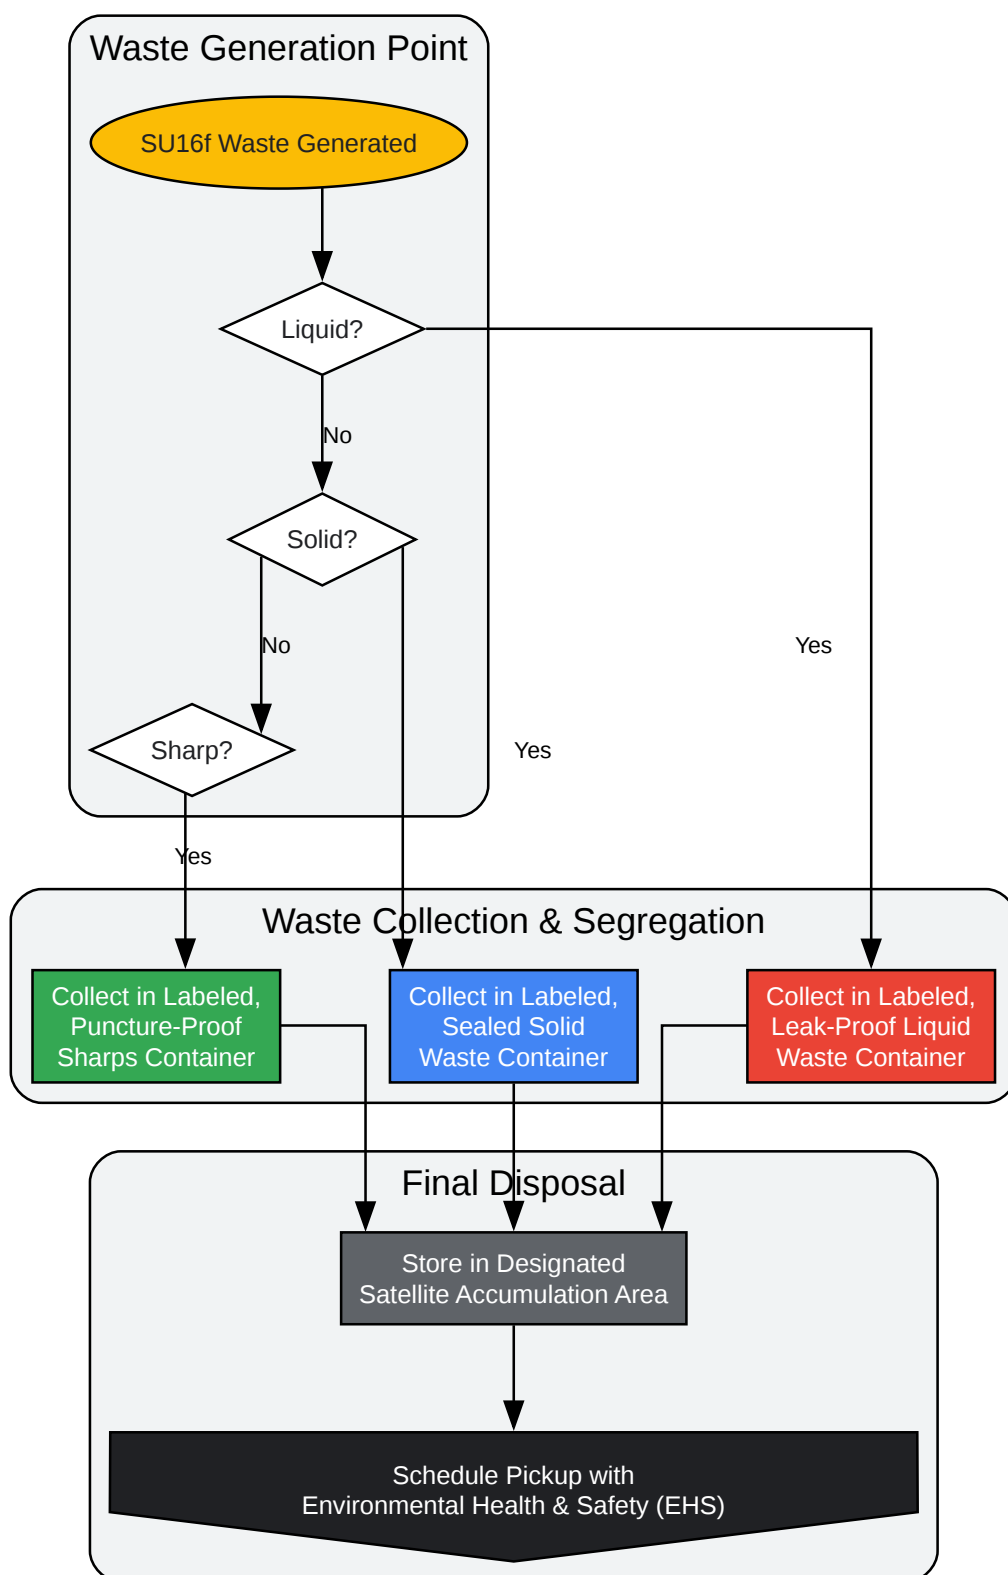 Waste Generation Point
SU16f Waste Generated
Liquid?
No
Solid?
No
Yes
Sharp?
Yes
Yes
Waste Collection & Segregation
Collect in Labeled,
Puncture-Proof
Sharps Container
Collect in Labeled,
Sealed Solid
Waste Container
Collect in Labeled,
Leak-Proof Liquid
Waste Container
Final Disposal
Store in Designated
Satellite Accumulation Area
Schedule Pickup with
Environmental Health & Safety (EHS)